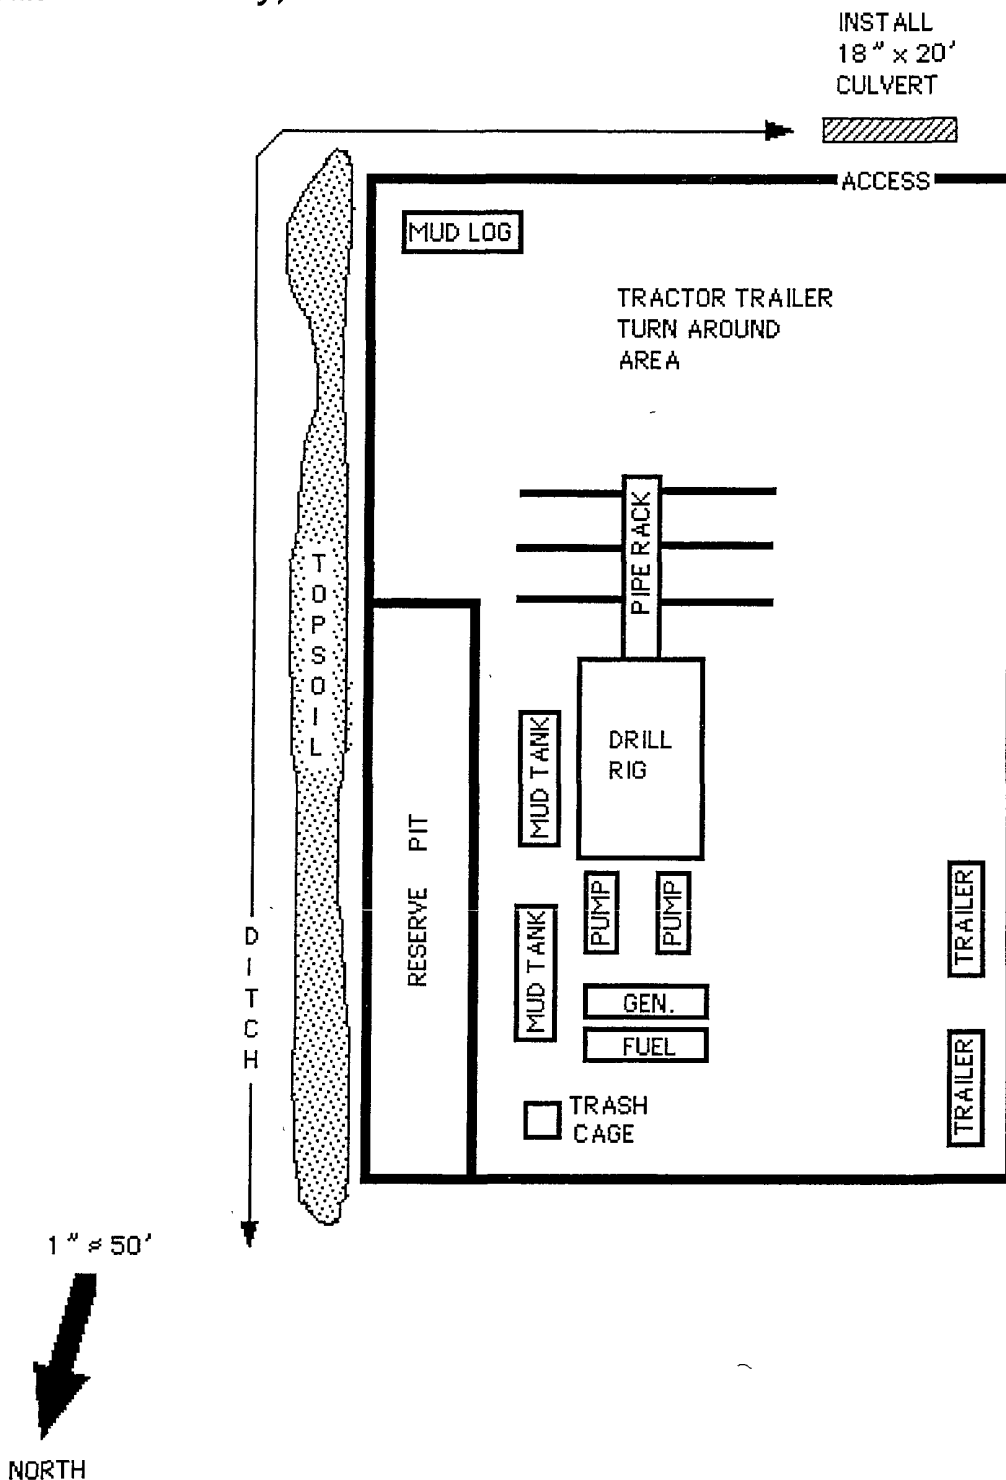 INSTALL
18" x 20'
CULVERT
ACCESS
MUD LOG
TRACTOR TRAILER
TURN AROUND
AREA
PIPE RACK
TOPSOIL
DRILL
RIG
MUD TANK
RESERVE PIT
PUMP
PUMP
TRAILER
MUD TANK
DITCH
GEN.
FUEL
TRAILER
TRASH
CAGE
1" ≈ 50'
NORTH